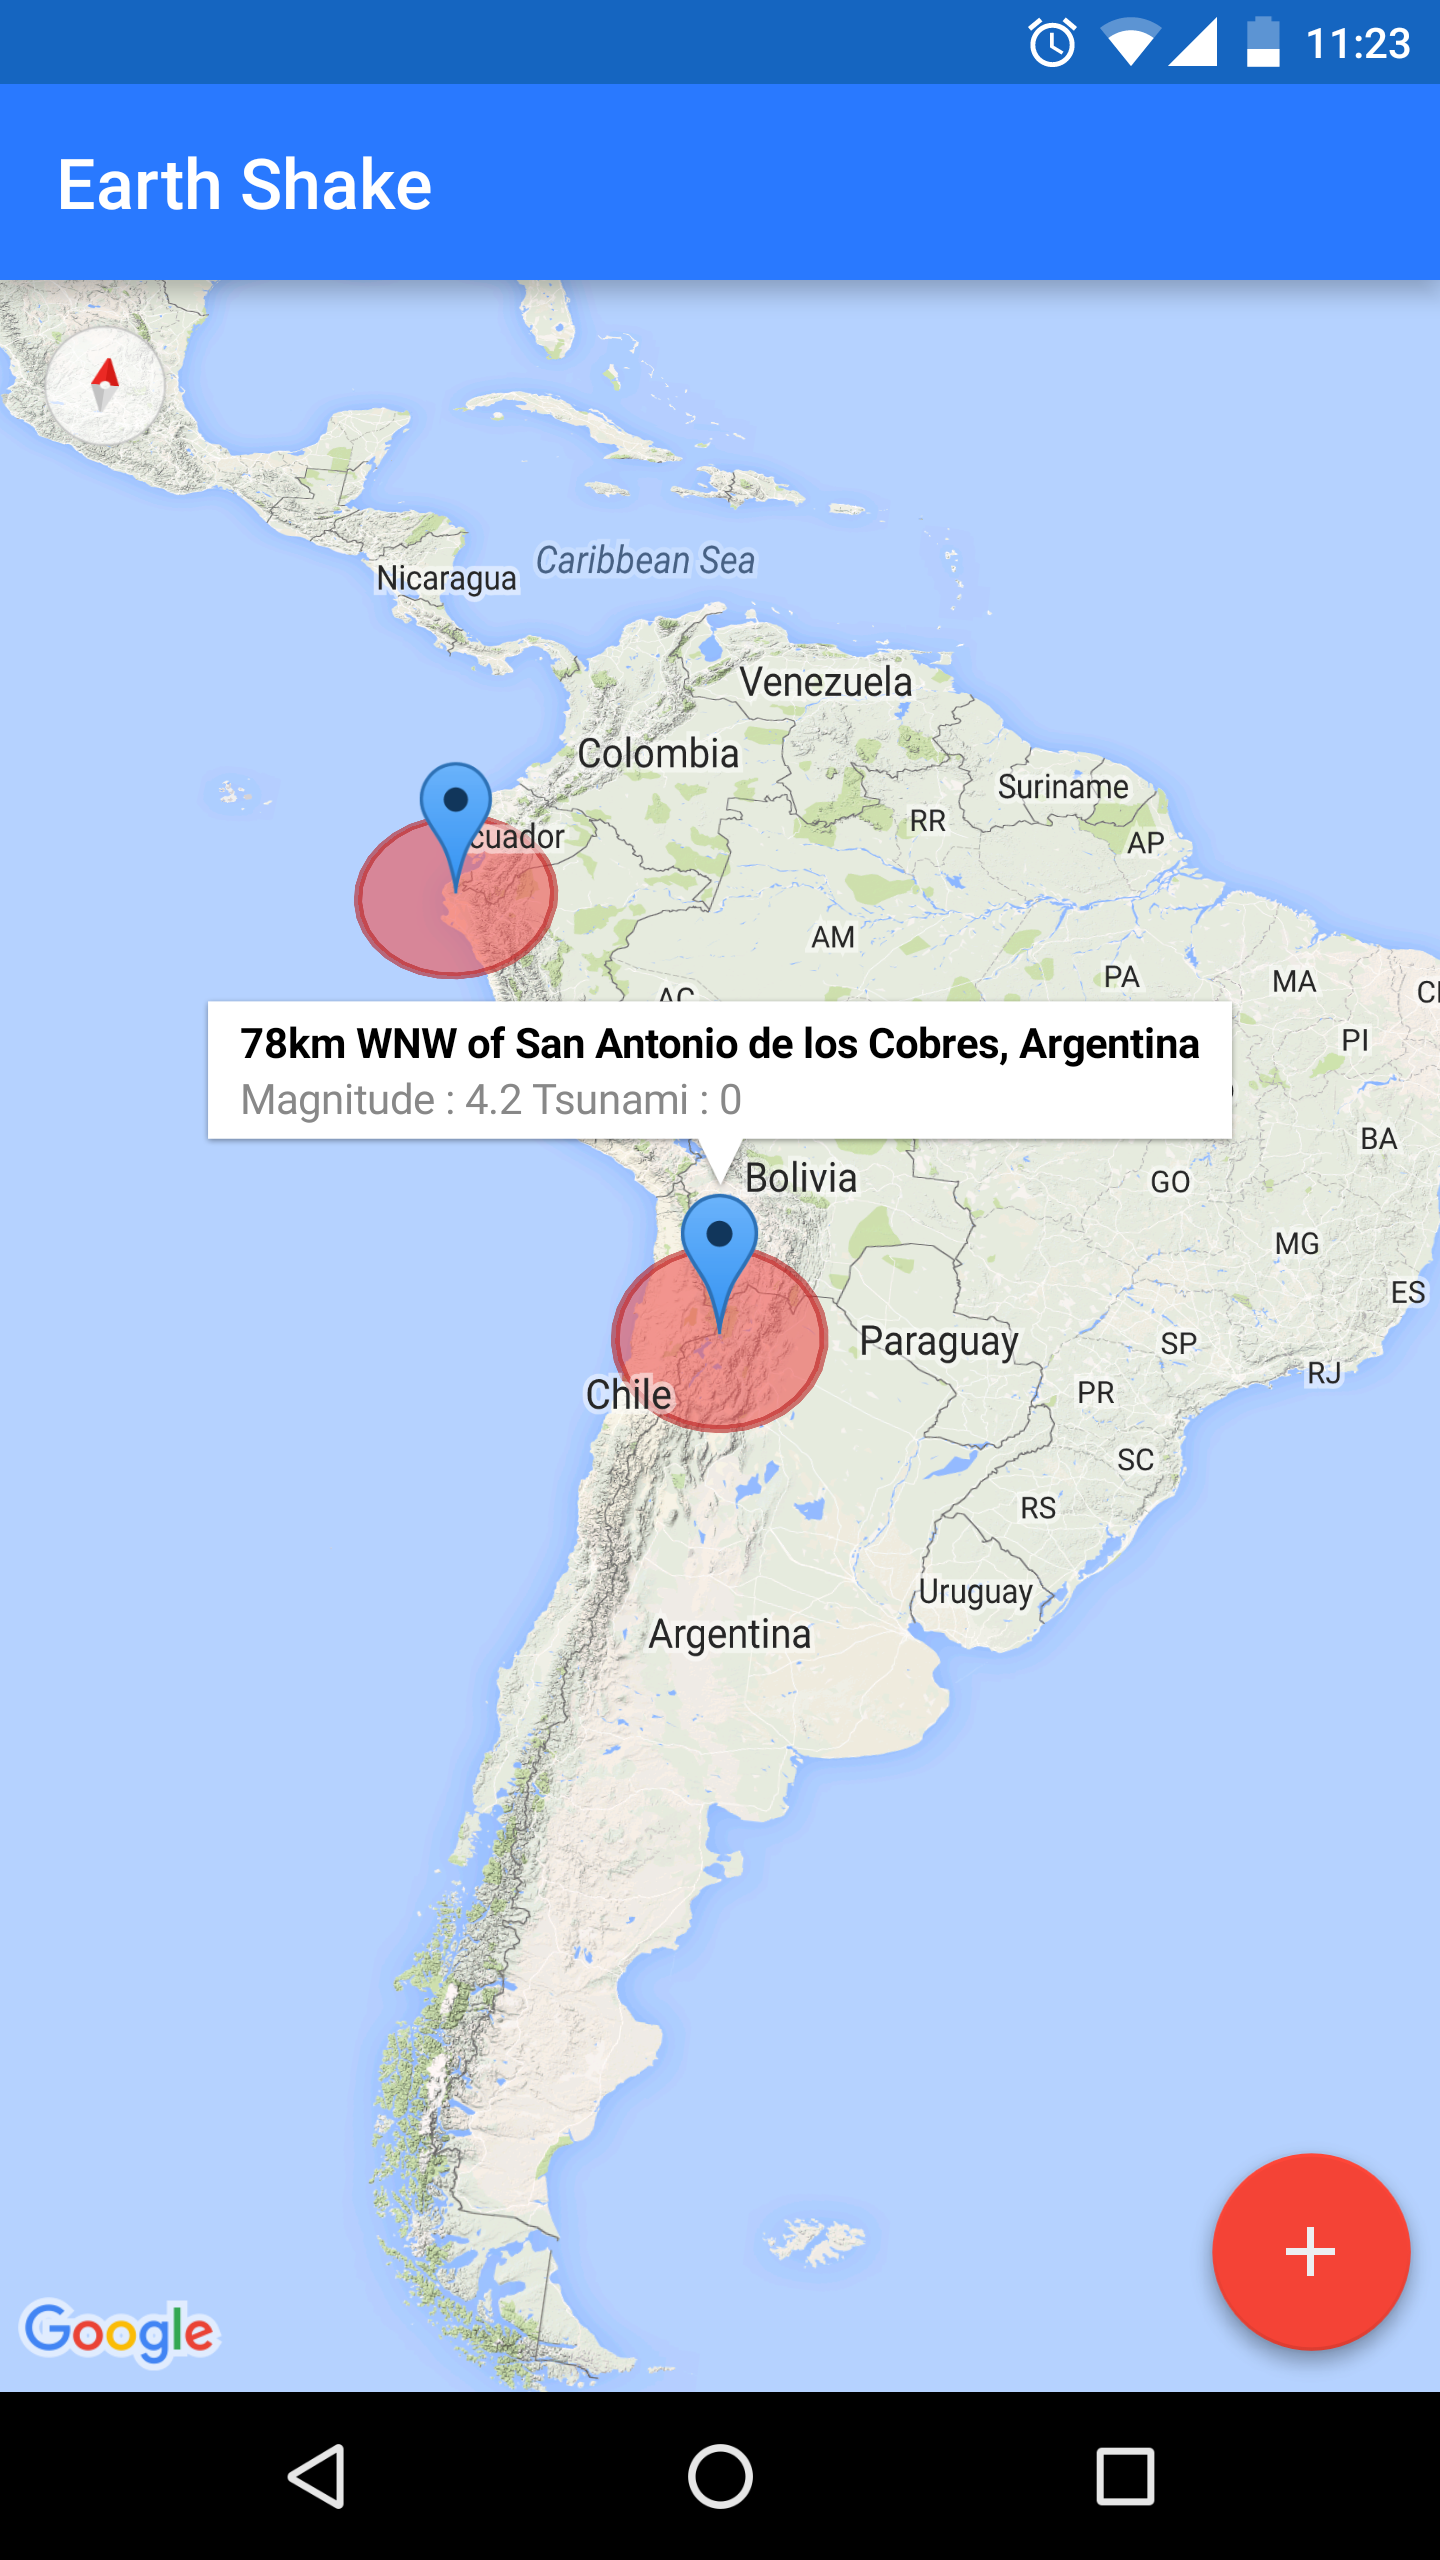 11:23
Earth Shake
Caribbean Sea
Nicaragua
Venezuela
Colombia
Suriname
RR
AP
cuador
AM
PA
MA
AC
PI
78km WNW of San Antonio de los Cobres, Argentina
Magnitude : 4.2 Tsunami : 0
BA
Bolivia
GO
MG
ES
Paraguay
SP
RJ
Chile
PR
SC
RS
Uruguay
Argentina
Google